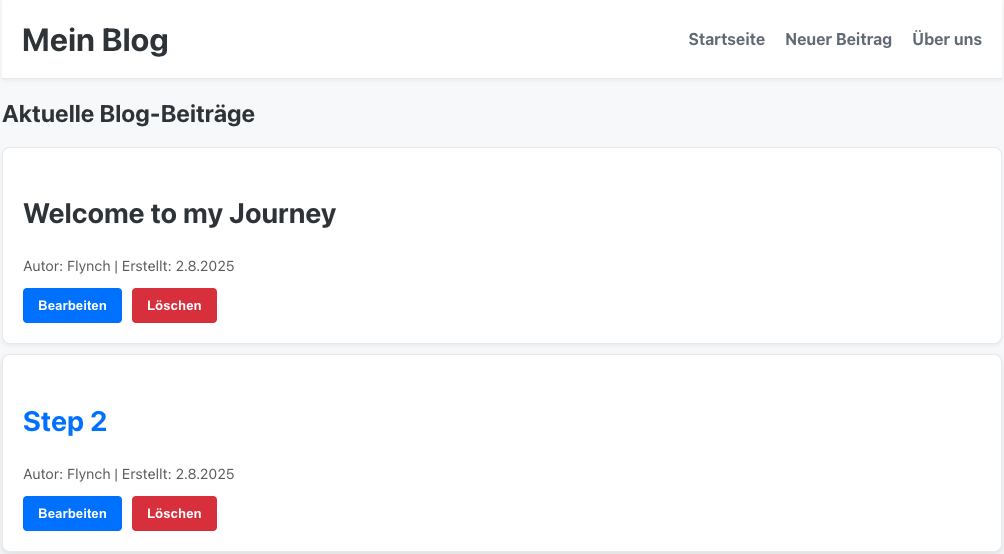 Mein Blog
Startseite Neuer Beitrag Über uns
Aktuelle Blog-Beiträge
Welcome to my Journey
Autor: Flynch | Erstellt: 2.8.2025
Bearbeiten Löschen
Step 2
Autor: Flynch | Erstellt: 2.8.2025
Bearbeiten Löschen